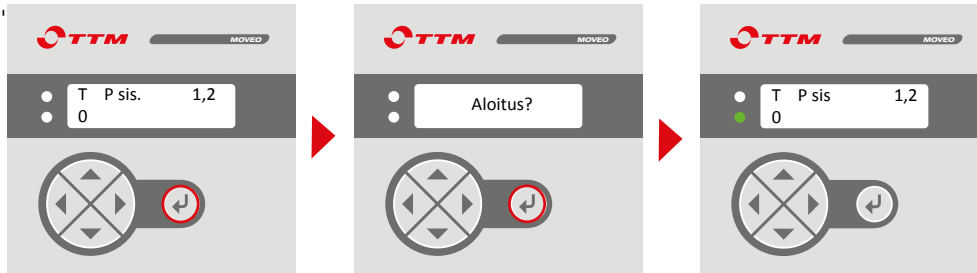 TTM MOVEO
T P sis. 1,2
0
TTM MOVEO
Aloitus?
TTM MOVEO
T P sis 1,2
0